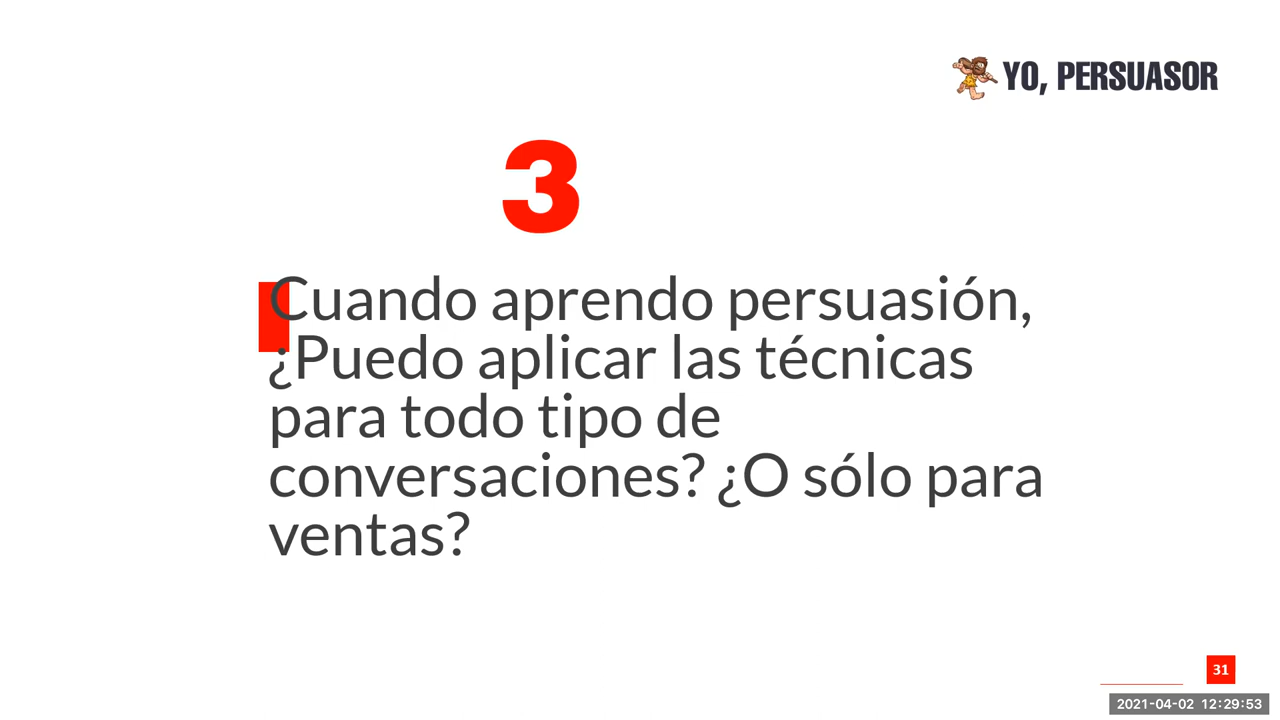 YO, PERSUASOR
3
Cuando aprendo persuasión,
¿Puedo aplicar las técnicas
para todo tipo de
conversaciones? ¿O sólo para
ventas?
31
2021-04-02 12:29:53